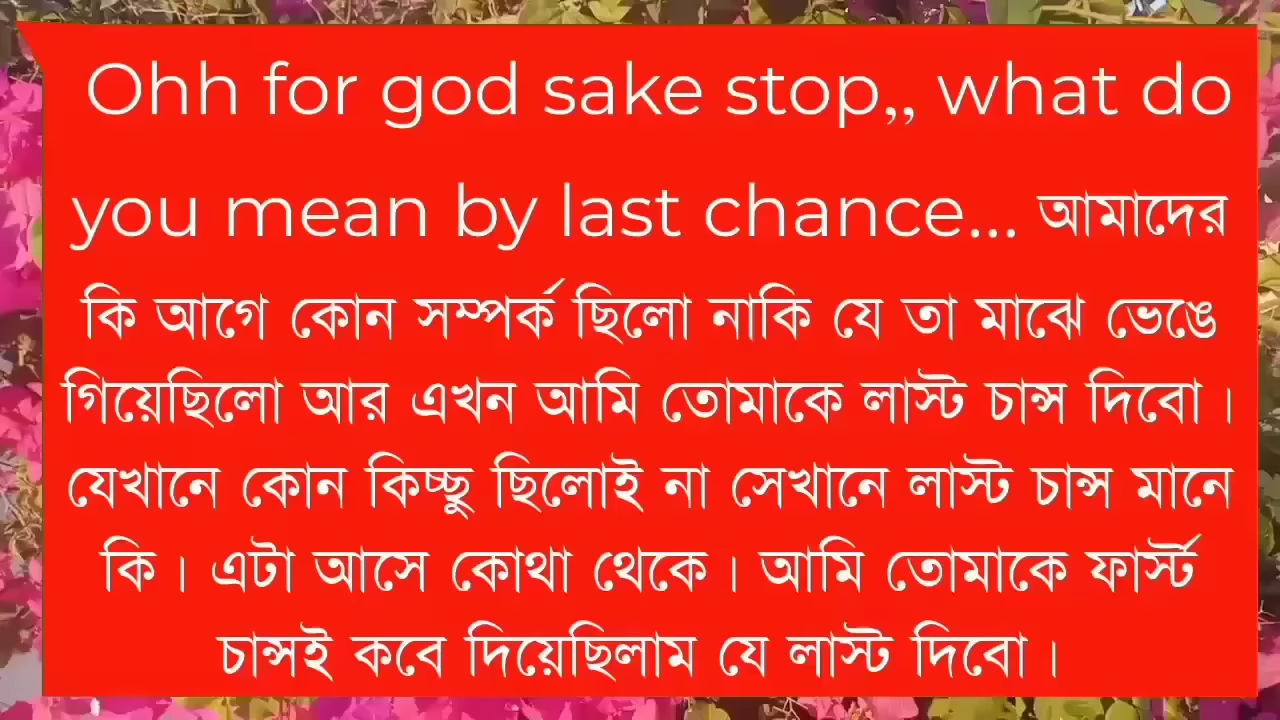 Ohh for god sake stop,, what do
you mean by last chance... আমাদের
কি আগে কোন সম্পর্ক ছিলো নাকি যে তা মাঝে ভেঙে
গিয়েছিলো আর এখন আমি তোমাকে লাস্ট চান্স দিবো।
যেখানে কোন কিচ্ছু ছিলোই না সেখানে লাস্ট চান্স মানে
কি। এটা আসে কোথা থেকে। আমি তোমাকে ফার্স্ট
চান্সই কবে দিয়েছিলাম যে লাস্ট দিবো।